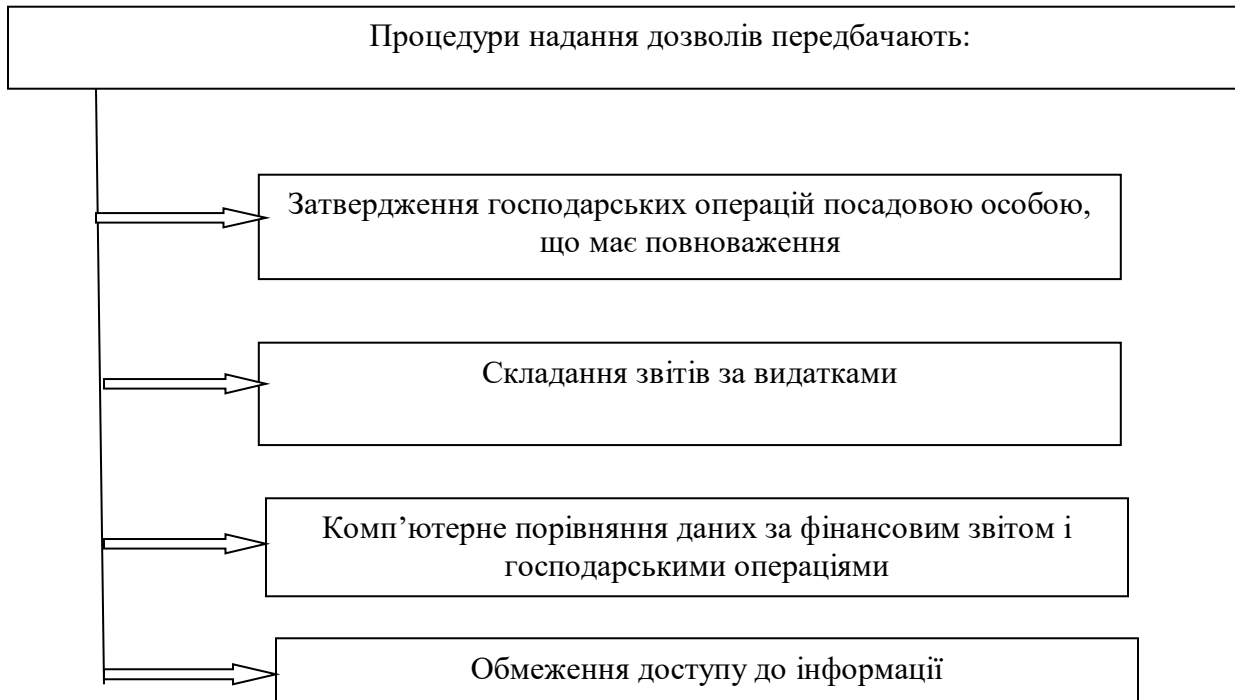 Процедури надання дозволів передбачають:
Затвердження господарських операцій посадовою особою,
що має повноваження
Складання звітів за видатками
Комп’ютерне порівняння даних за фінансовим звітом і
господарськими операціями
Обмеження доступу до інформації